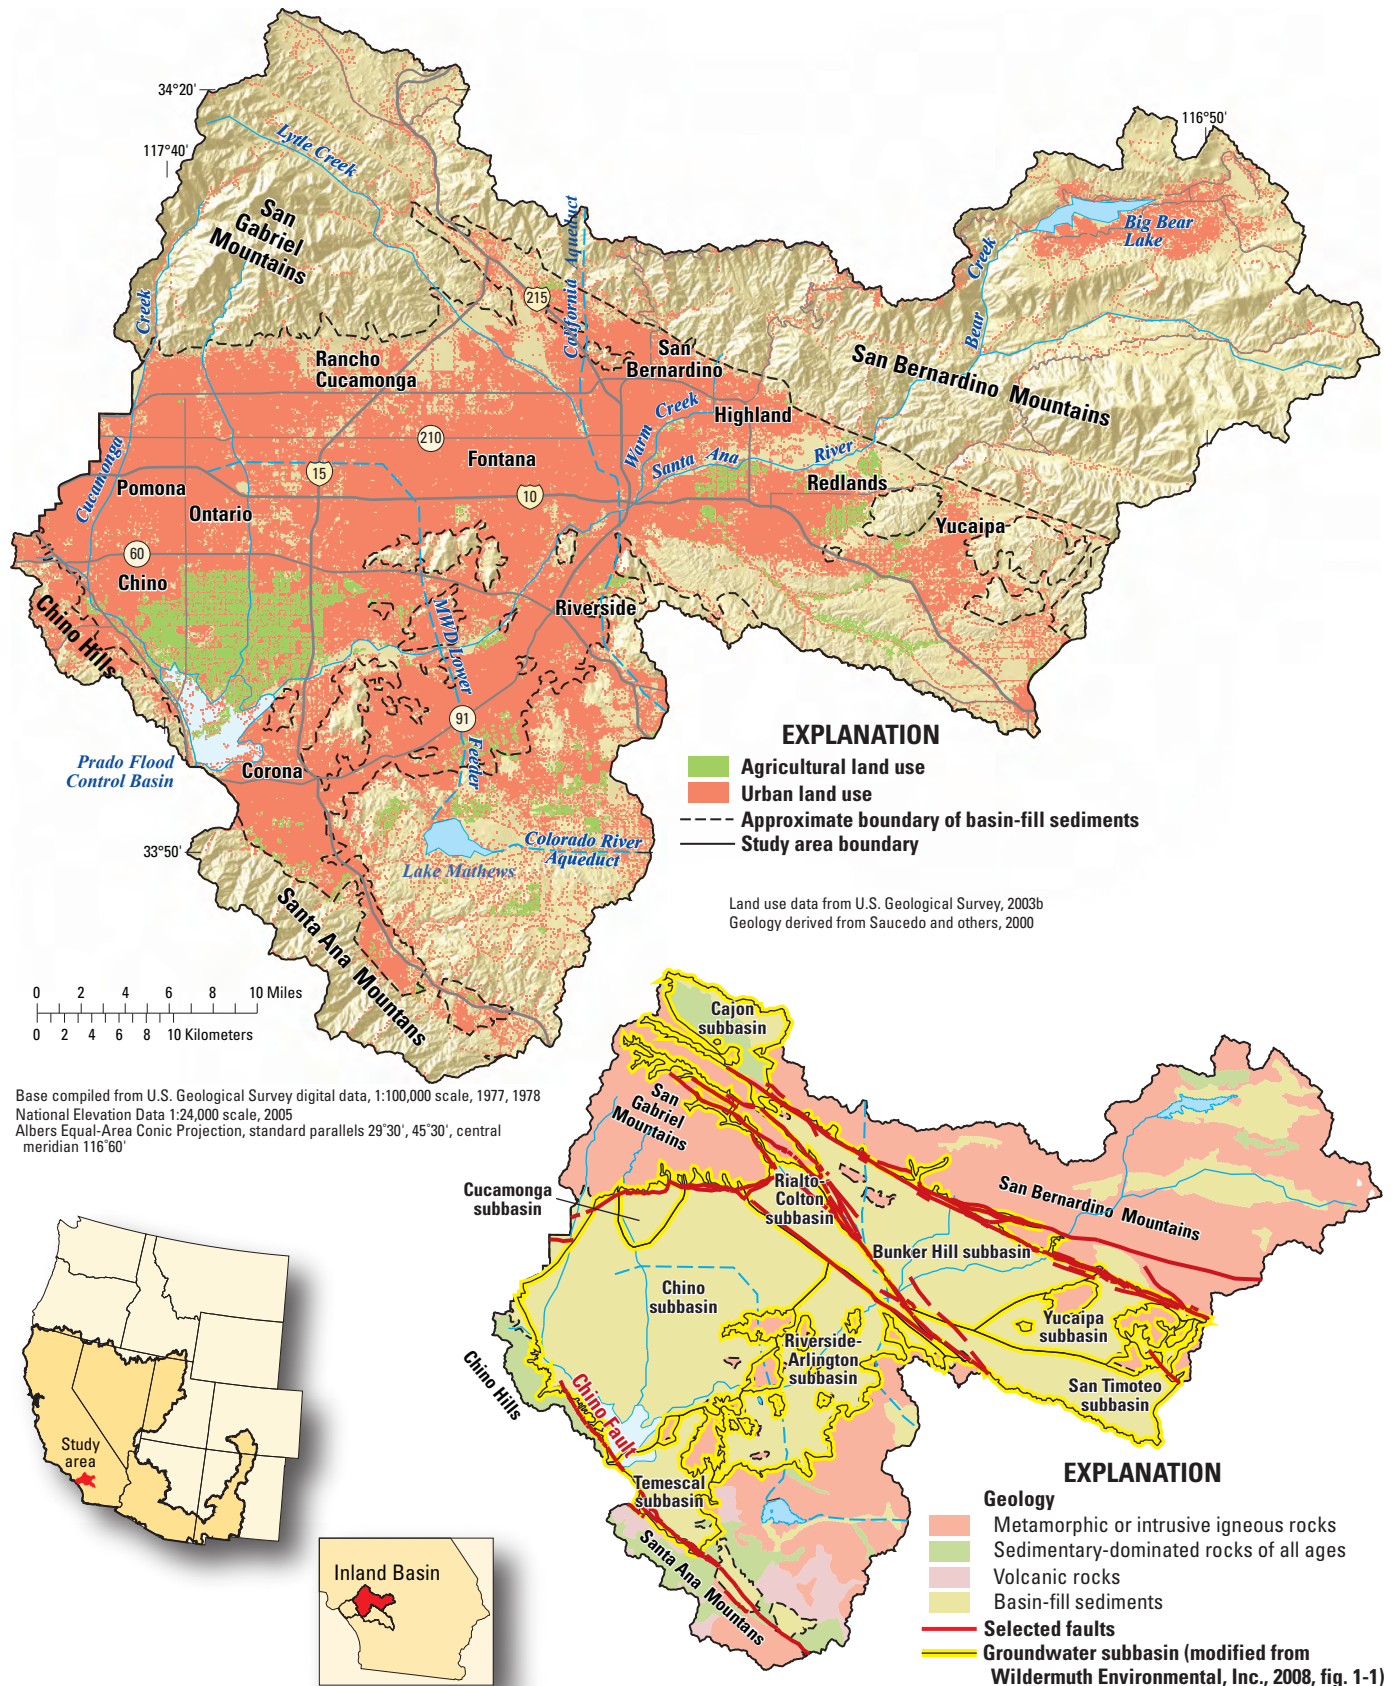 34°20'
117°40'
116°50'
Lytle Creek
San
Gabriel
Mountains
California Aqueduct
Creek
Big Bear
Lake
Creek
Bear
215
San
Bernardino
Rancho
Cucamonga
San Bernardino Mountains
Creek
Highland
Warm
Cucamonga
210
Fontana
Santa Ana River
15
Pomona
Redlands
10
Ontario
Yucaipa
60
Chino
Chino Hills
Riverside
MWD Lower
91
Feeder
Prado Flood
Control Basin
Corona
33°50'
Colorado River
Aqueduct
Lake Mathews
Santa Ana Mountans
EXPLANATION
Agricultural land use
Urban land use
Approximate boundary of basin-fill sediments
Study area boundary
Land use data from U.S. Geological Survey, 2003b
Geology derived from Saucedo and others, 2000
0 2 4 6 8 10 Miles
0 2 4 6 8 10 Kilometers
Base compiled from U.S. Geological Survey digital data, 1:100,000 scale, 1977, 1978
National Elevation Data 1:24,000 scale, 2005
Albers Equal-Area Conic Projection, standard parallels 29°30', 45°30', central
meridian 116°60'
Cajon
subbasin
San
Gabriel
Mountains
Cucamonga
subbasin
Rialto-
Colton
subbasin
San Bernardino Mountains
Bunker Hill subbasin
Chino
subbasin
Yucaipa
subbasin
Riverside-
Arlington
subbasin
San Timoteo
subbasin
Chino Hills
Chino Fault
Temescal
subbasin
Santa Ana Mountans
Study
area
Inland Basin
EXPLANATION
Geology
Metamorphic or intrusive igneous rocks
Sedimentary-dominated rocks of all ages
Volcanic rocks
Basin-fill sediments
Selected faults
Groundwater subbasin (modified from
Wildermuth Environmental, Inc., 2008, fig. 1-1)